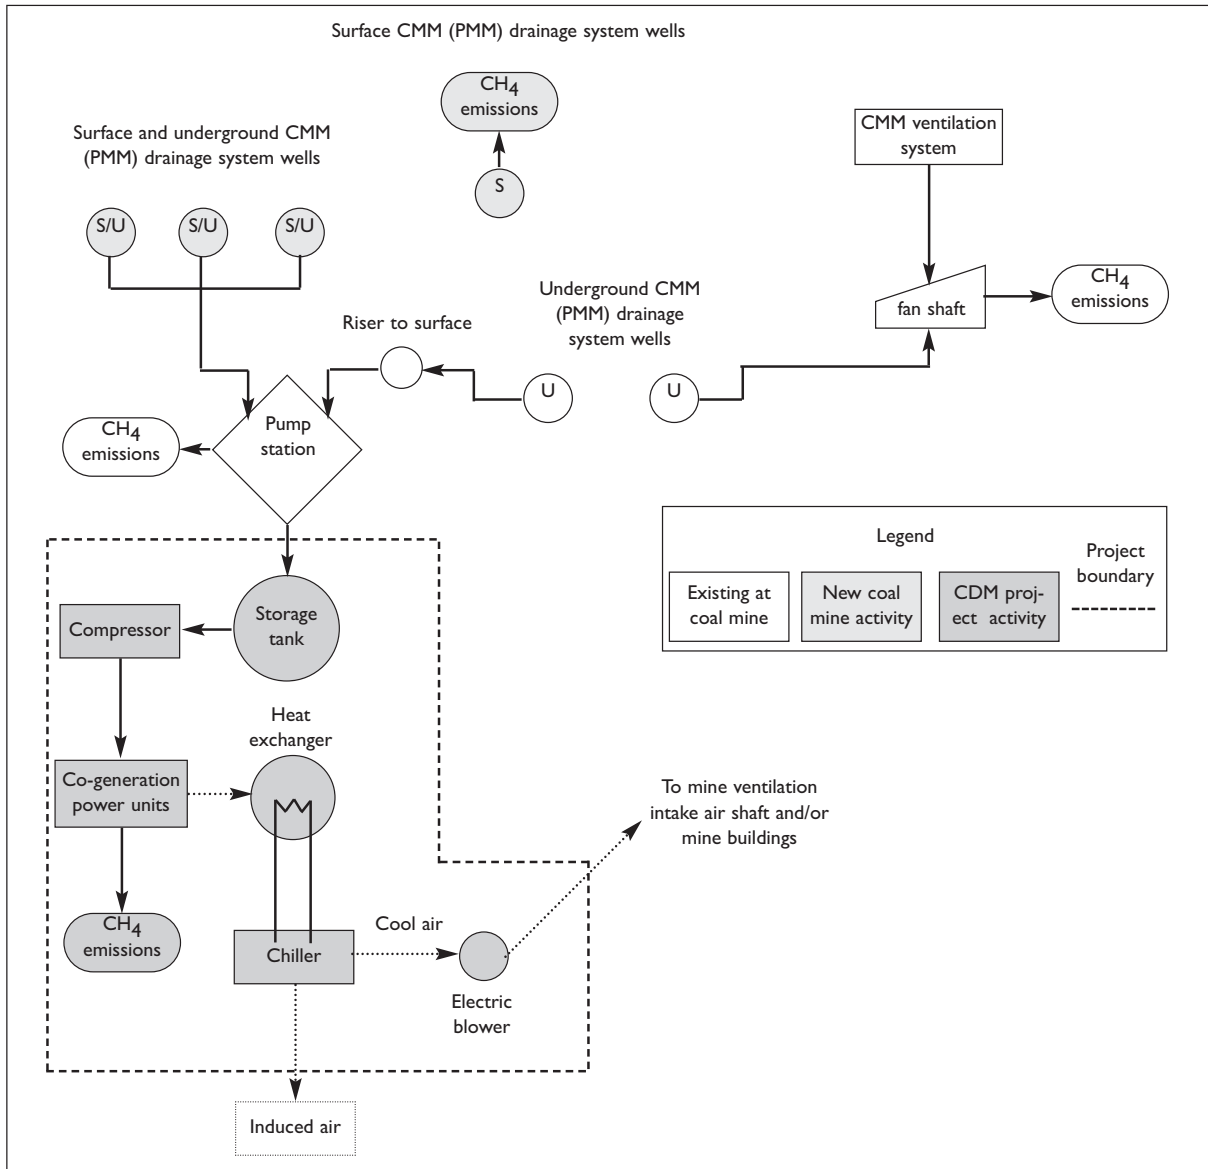 Surface CMM (PMM) drainage system wells
CH4
emissions
S
Surface and underground CMM
(PMM) drainage system wells
S/U
S/U
S/U
CMM ventilation
system
fan shaft
CH4
emissions
Underground CMM
(PMM) drainage
system wells
Riser to surface
U
U
Pump
station
CH4
emissions
Legend
Existing at
coal mine
New coal
mine activity
CDM proj-
ect activity
Project
boundary
Storage
tank
Compressor
Heat
exchanger
Co-generation
power units
To mine ventilation
intake air shaft and/or
mine buildings
CH4
emissions
Chiller
Cool air
Electric
blower
Induced air